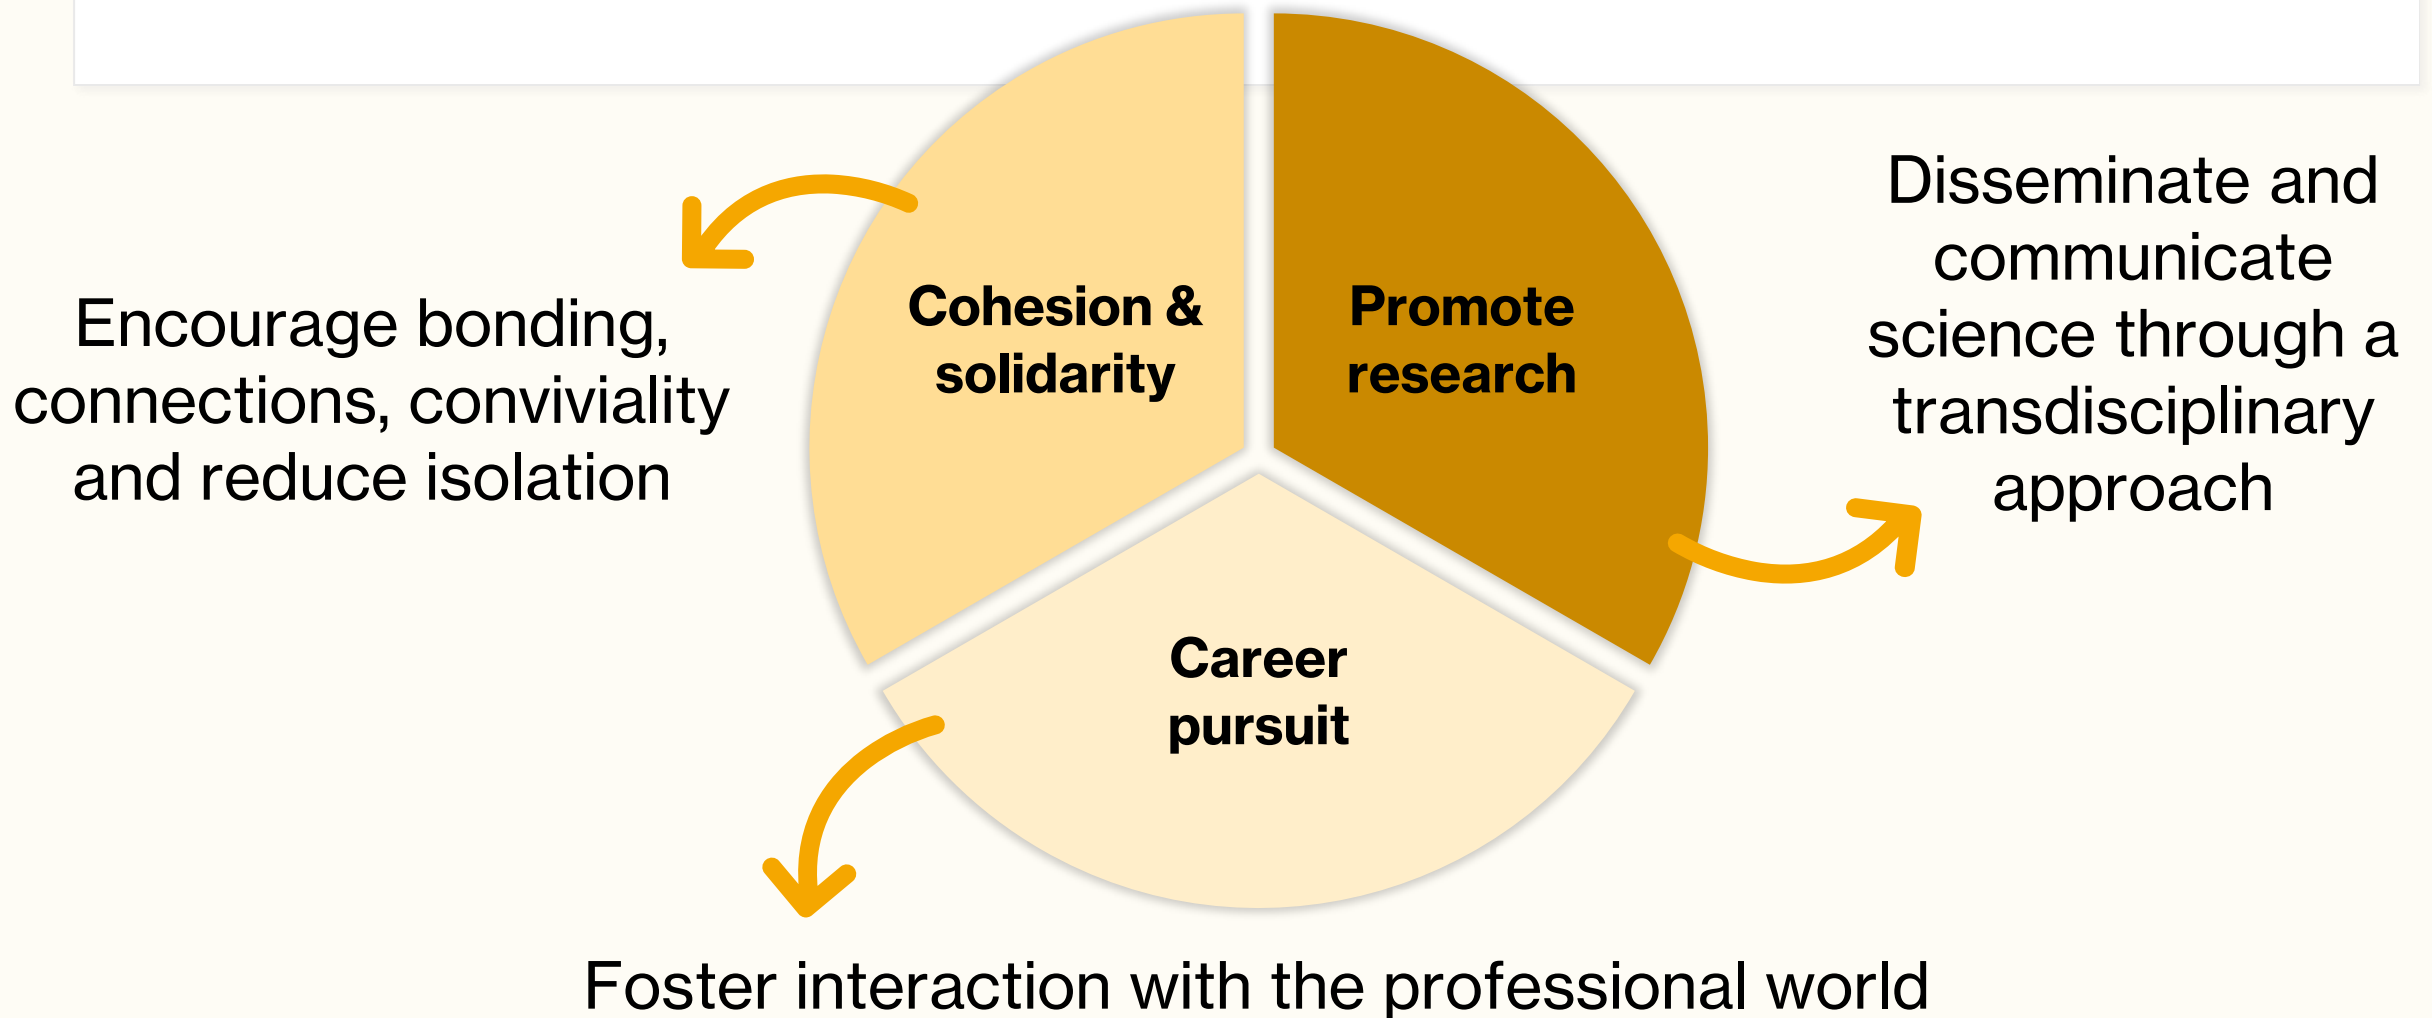 Cohesion &
solidarity
Promote
research
Career
pursuit
Encourage bonding,
connections, conviviality
and reduce isolation
Disseminate and
communicate
science through a
transdisciplinary
approach
Foster interaction with the professional world